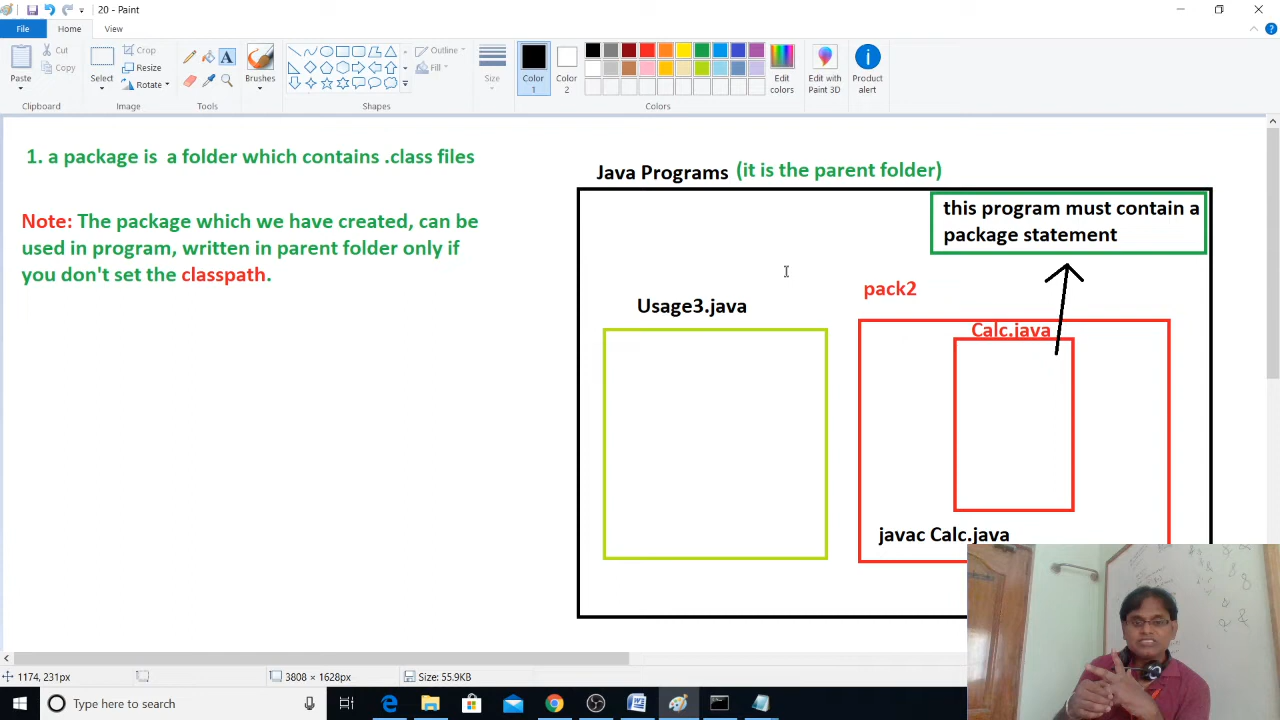 20 - Paint
File
Home
View
Paste
Cut
Copy
Clipboard
Select
Crop
Resize
Rotate
Image
Tools
Brushes
Shapes
Outline
Fill
Size
Color
1
Color
2
Colors
Edit
colors
Edit with
Paint 3D
Product
alert
1. a package is a folder which contains .class files
Note: The package which we have created, can be
used in program, written in parent folder only if
you don't set the classpath.
Java Programs (it is the parent folder)
this program must contain a
package statement
pack2
Usage3.java
Calc.java
javac Calc.java
1174, 231px
3808 × 1628px
Size: 55.9KB
Type here to search